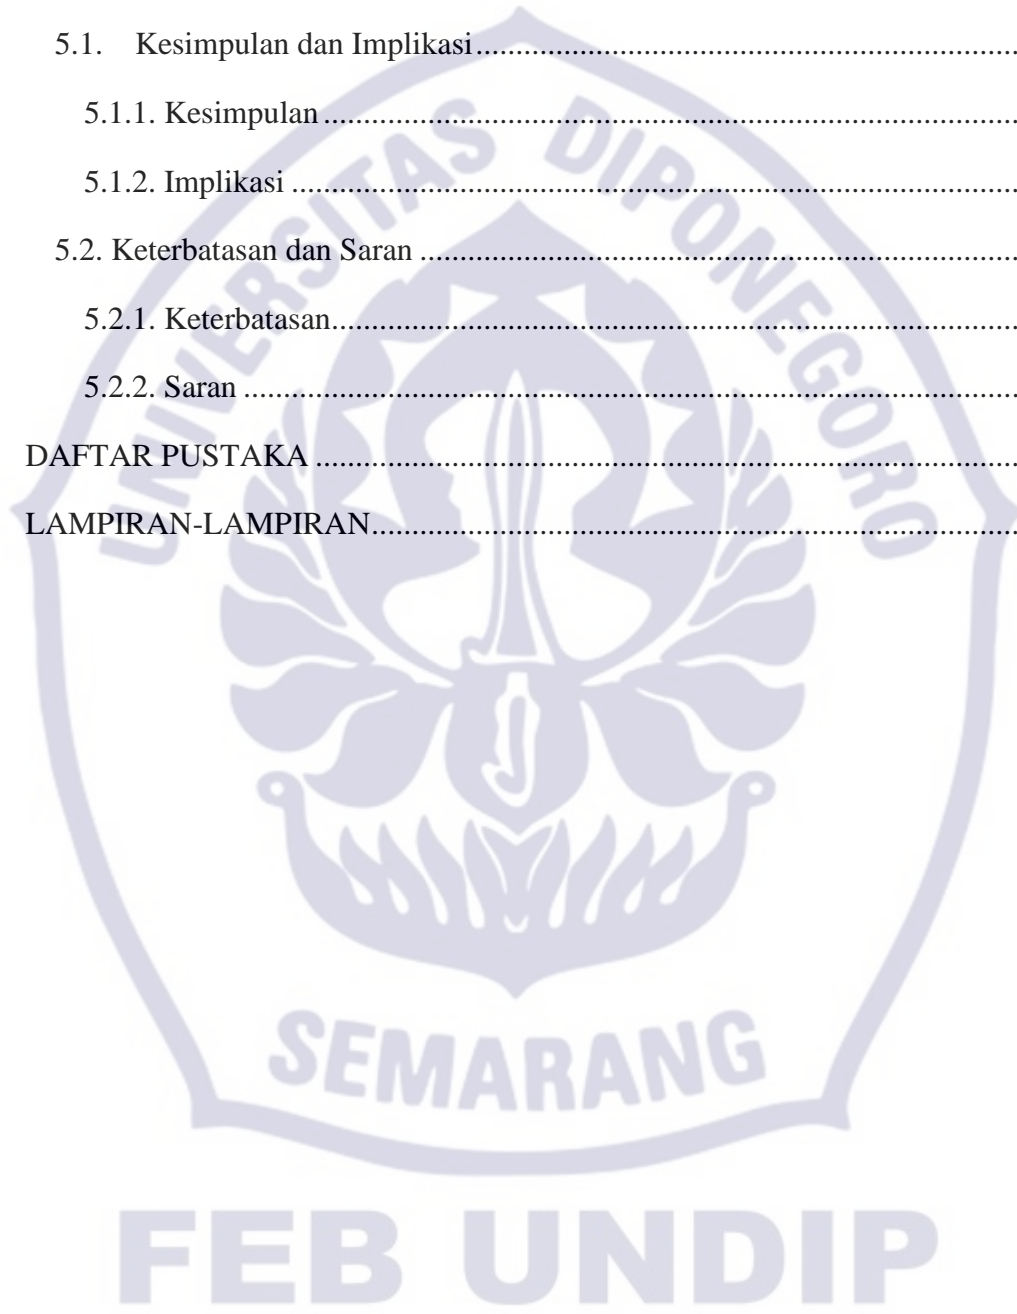 5.1. Kesimpulan dan Implikasi........................................................................
5.1.1. Kesimpulan........................................................................
5.1.2. Implikasi........................................................................
5.2. Keterbatasan dan Saran........................................................................
5.2.1. Keterbatasan........................................................................
5.2.2. Saran........................................................................
DAFTAR PUSTAKA........................................................................
LAMPIRAN-LAMPIRAN........................................................................
UNIVERSITAS DIPONEGORO
SEMARANG
FEB UNDIP